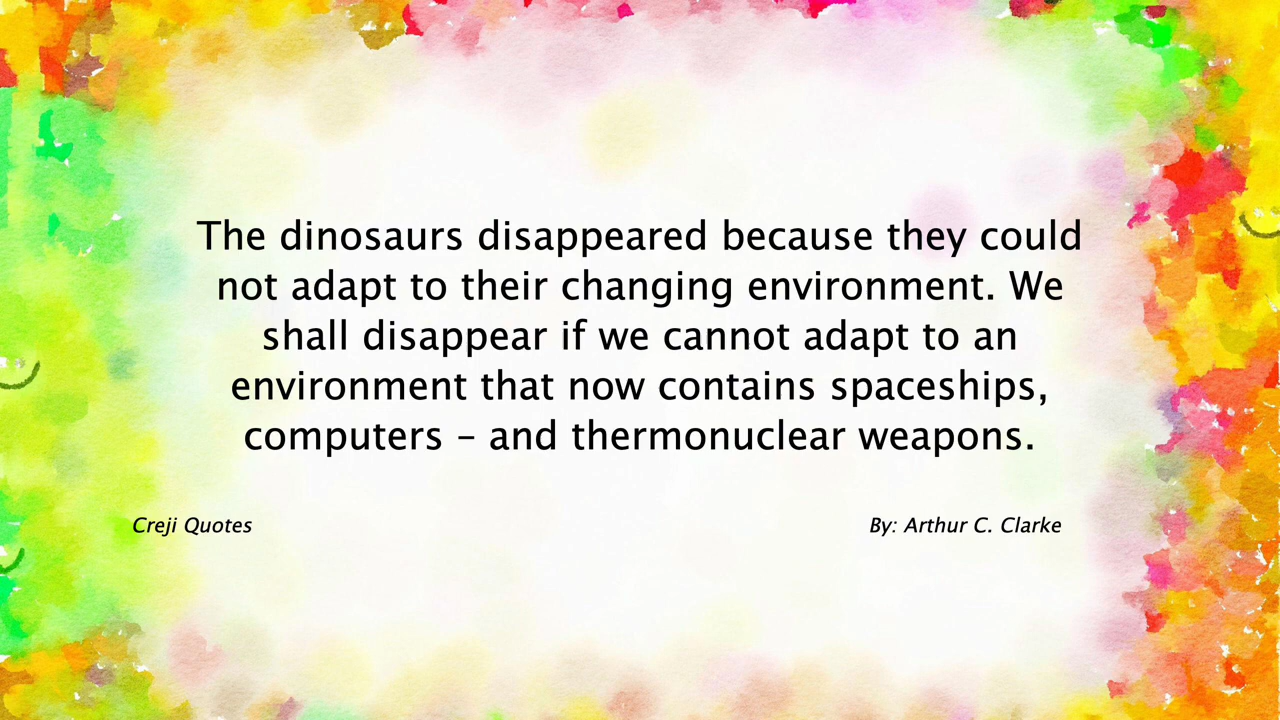 The dinosaurs disappeared because they could
not adapt to their changing environment. We
shall disappear if we cannot adapt to an
environment that now contains spaceships,
computers – and thermonuclear weapons.
Creji Quotes
By: Arthur C. Clarke